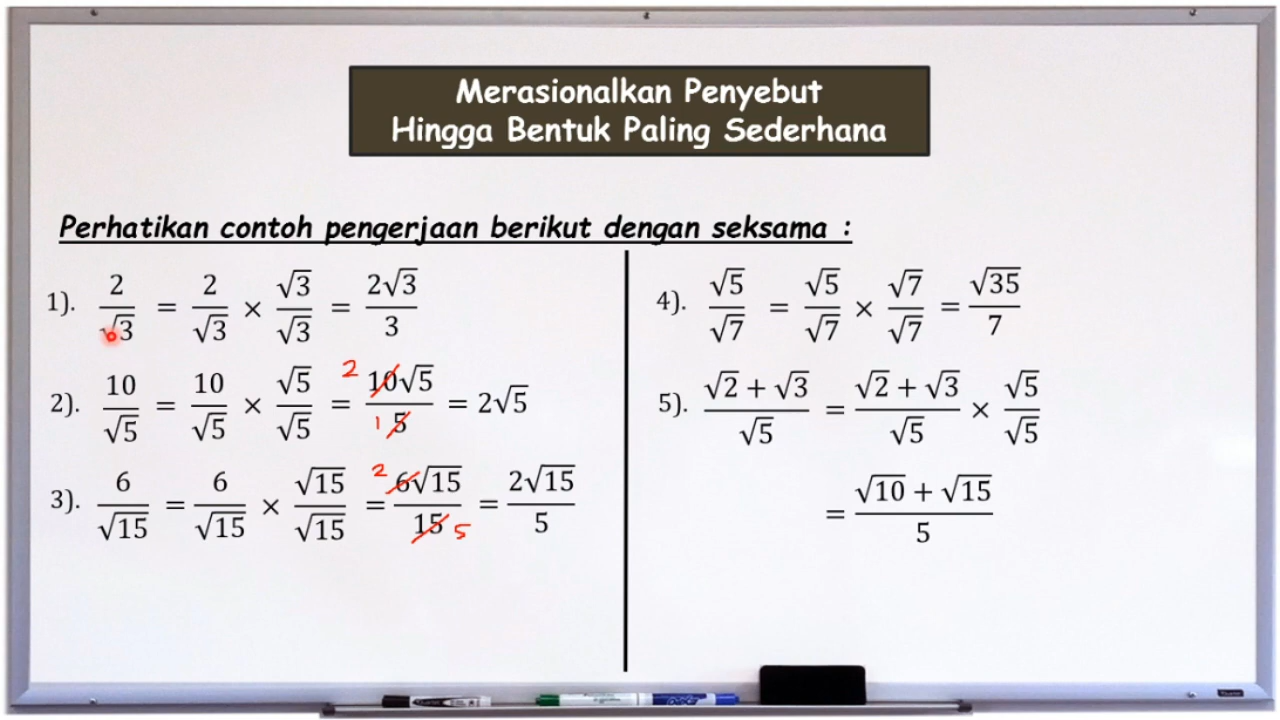 Merasionalkan Penyebut
Hingga Bentuk Paling Sederhana
Perhatikan contoh pengerjaan berikut dengan seksama :
1). 2/√3 = 2/√3 × √3/√3 = 2√3/3
2). 10/√5 = 10/√5 × √5/√5 = 2 10√5/1 5 = 2√5
3). 6/√15 = 6/√15 × √15/√15 = 2 6√15/15 5 = 2√15/5
4). √5/√7 = √5/√7 × √7/√7 = √35/7
5). √2 + √3/√5 = √2 + √3/√5 × √5/√5
= √10 + √15/5